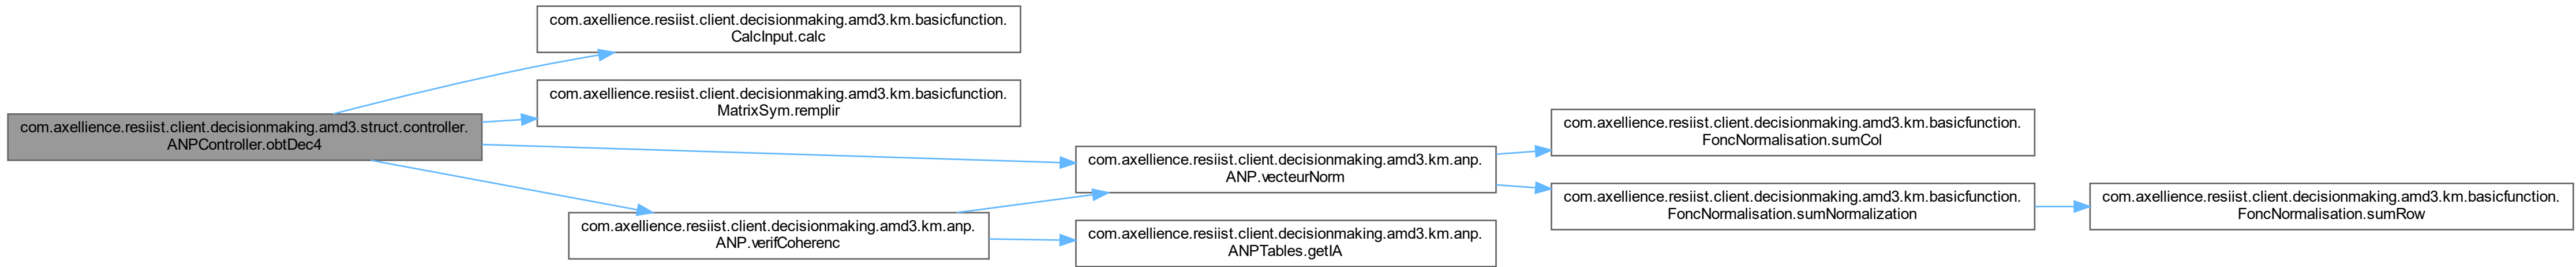 com.axellience.resiist.client.decisionmaking.amd3.struct.controller.
ANPController.obtDec4
com.axellience.resiist.client.decisionmaking.amd3.km.basicfunction.
CalcInput.calc
com.axellience.resiist.client.decisionmaking.amd3.km.basicfunction.
MatrixSym.remplir
com.axellience.resiist.client.decisionmaking.amd3.km.anp.
ANP.verifCoherenc
com.axellience.resiist.client.decisionmaking.amd3.km.anp.
ANP.vecteurNorm
com.axellience.resiist.client.decisionmaking.amd3.km.anp.
ANPTables.getIA
com.axellience.resiist.client.decisionmaking.amd3.km.basicfunction.
FoncNormalisation.sumCol
com.axellience.resiist.client.decisionmaking.amd3.km.basicfunction.
FoncNormalisation.sumNormalization
com.axellience.resiist.client.decisionmaking.amd3.km.basicfunction.
FoncNormalisation.sumRow